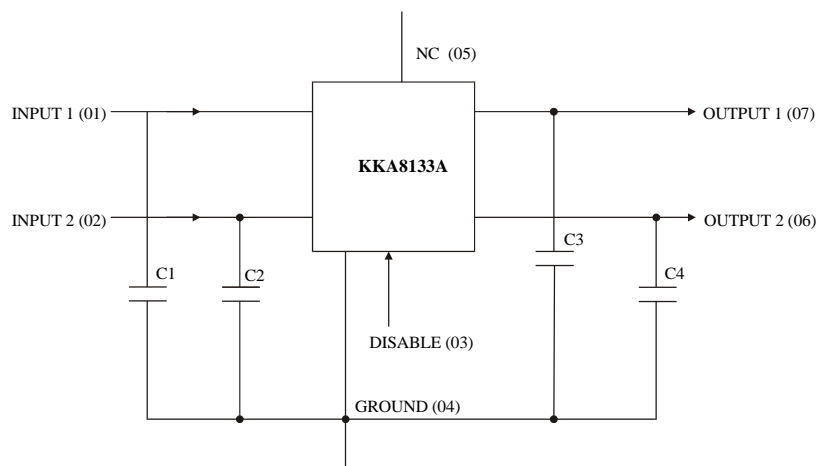 NC (05)
INPUT 1 (01)
OUTPUT 1 (07)
KKA8133A
INPUT 2 (02)
OUTPUT 2 (06)
C1
C2
C3
C4
DISABLE (03)
GROUND (04)